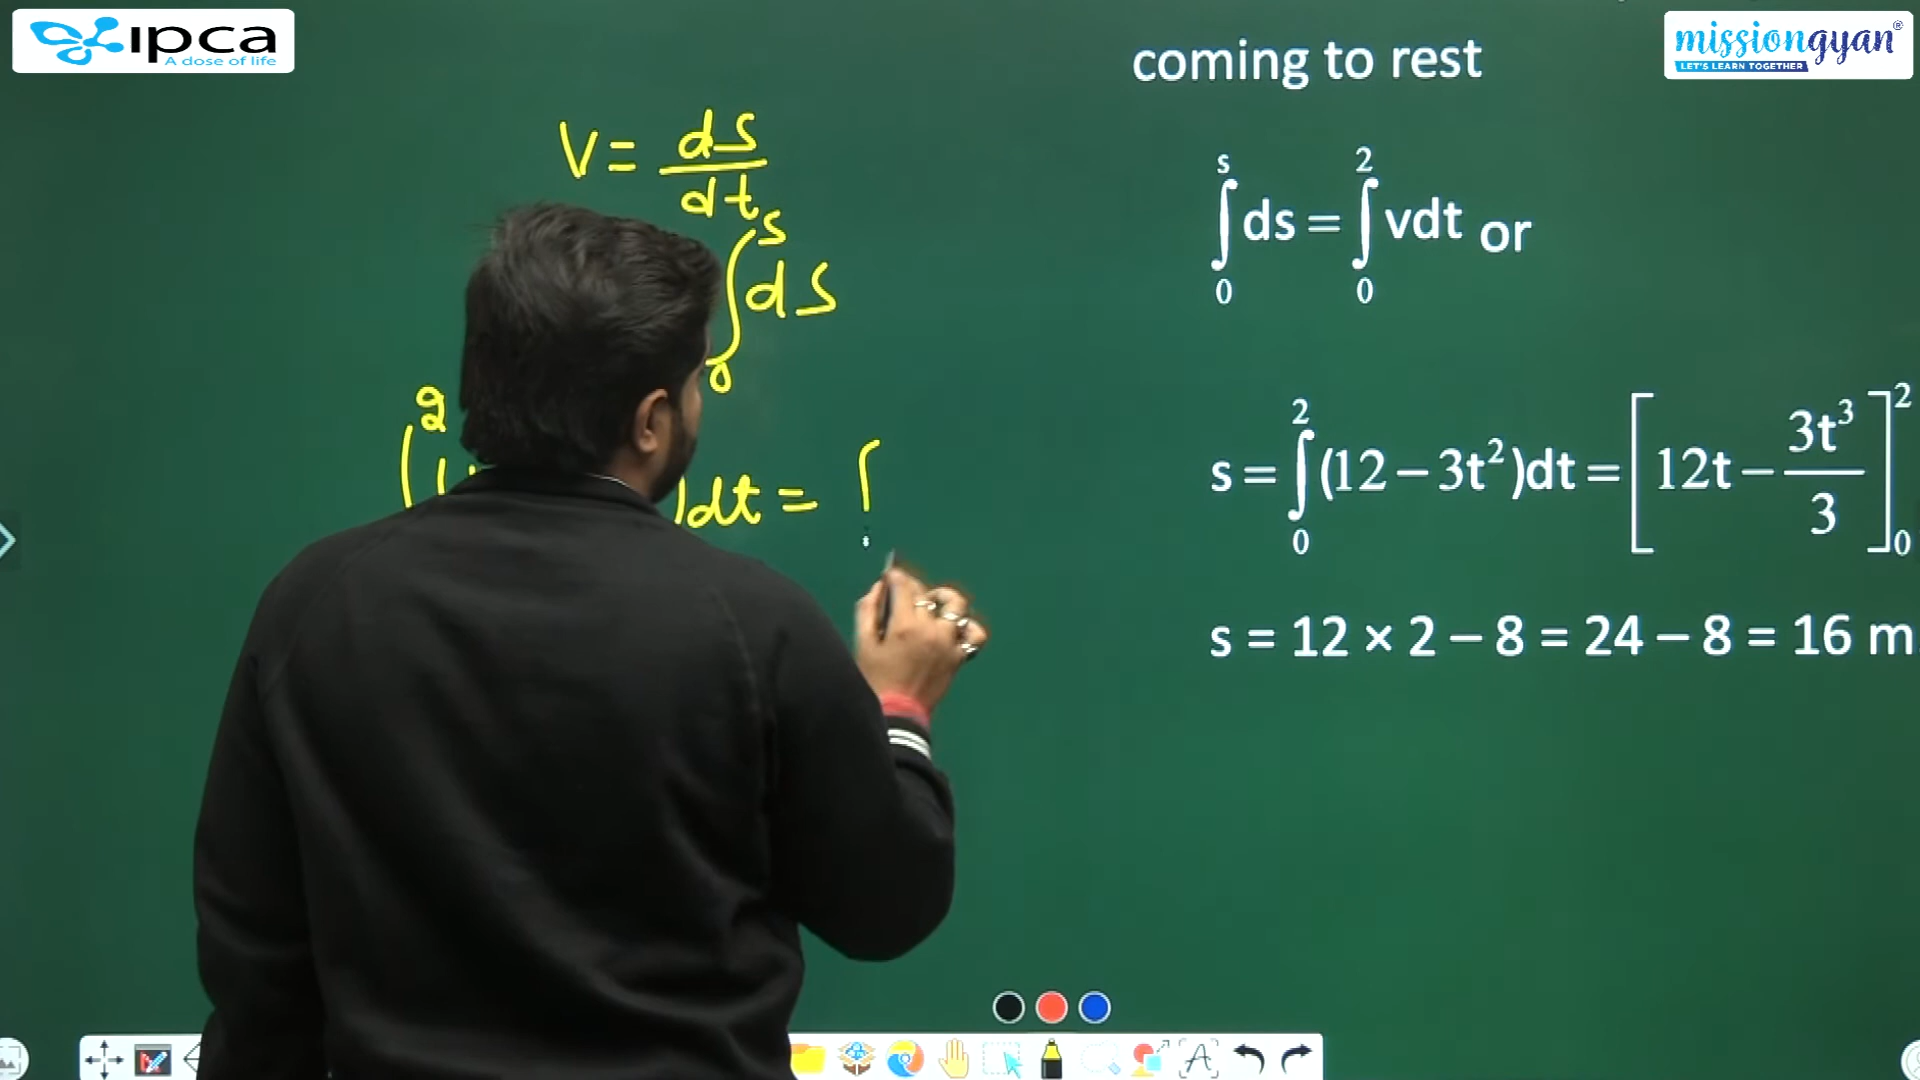 ipca
A dose of life
missiongyan®
LET'S LEARN TOGETHER
coming to rest
V = ds/dt
∫₀ˢ ds
2
)dt = ∫
∫₀ˢ ds = ∫₀² vdt or
s = ∫₀² (12 – 3t²)dt = [12t – 3t³/3]₀²
s = 12 × 2 – 8 = 24 – 8 = 16 m